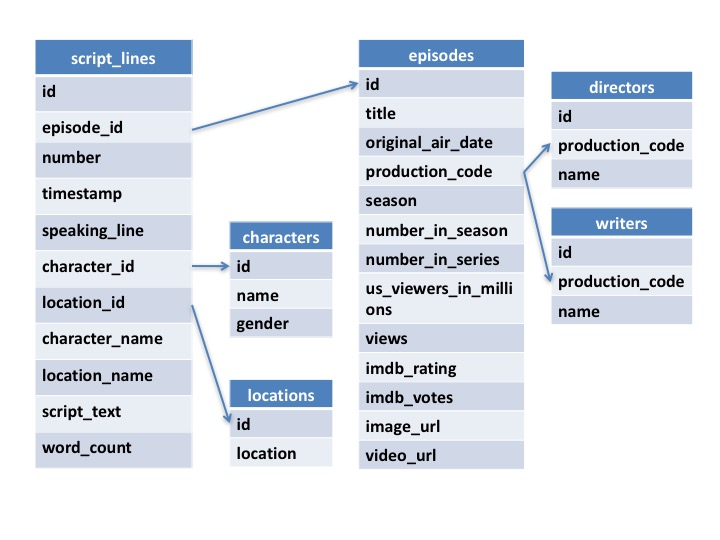 script_lines
id
episode_id
number
timestamp
speaking_line
character_id
location_id
character_name
location_name
script_text
word_count
characters
id
name
gender
locations
id
location
episodes
id
title
original_air_date
production_code
season
number_in_season
number_in_series
us_viewers_in_milli
ons
views
imdb_rating
imdb_votes
image_url
video_url
directors
id
production_code
name
writers
id
production_code
name